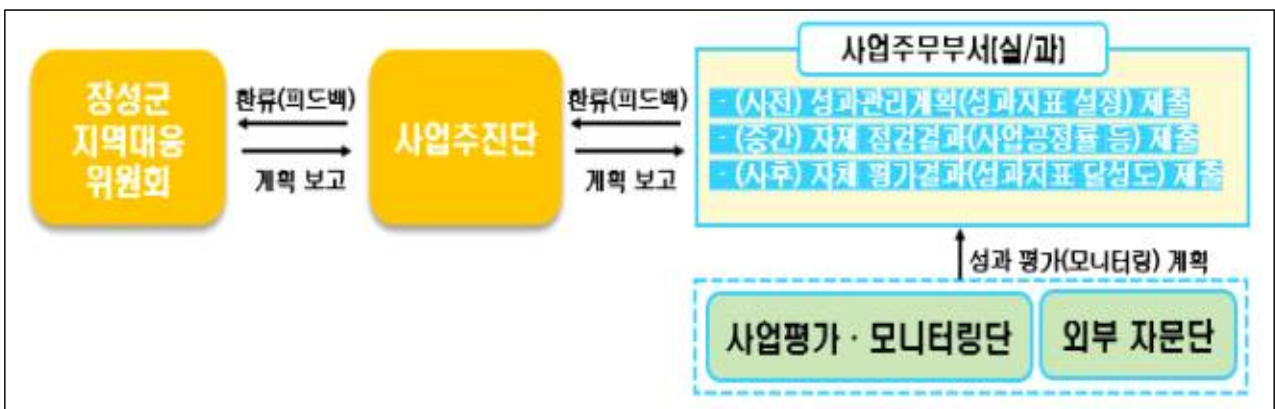 장성군
지역대응
위원회
환류(피드백)
계획 보고
사업추진단
환류(피드백)
계획 보고
사업주무부서[실/과]
- (사전) 성과관리계획(성과지표 설정) 제출
- (중간) 자체 점검결과(사업공정률 등) 제출
- (사후) 자체 평가결과(성과지표 달성도) 제출
성과 평가(모니터링) 계획
사업평가 · 모니터링단
외부 자문단